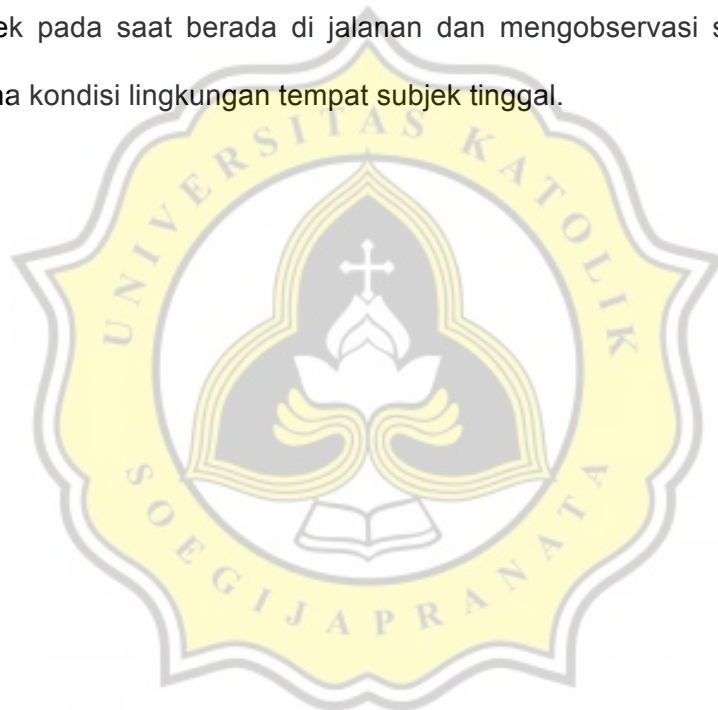 ek pada saat berada di jalanan dan mengobservasi s
na kondisi lingkungan tempat subjek tinggal.
UNIVERSITAS KATOLIK
SOEGIJAPRANATA